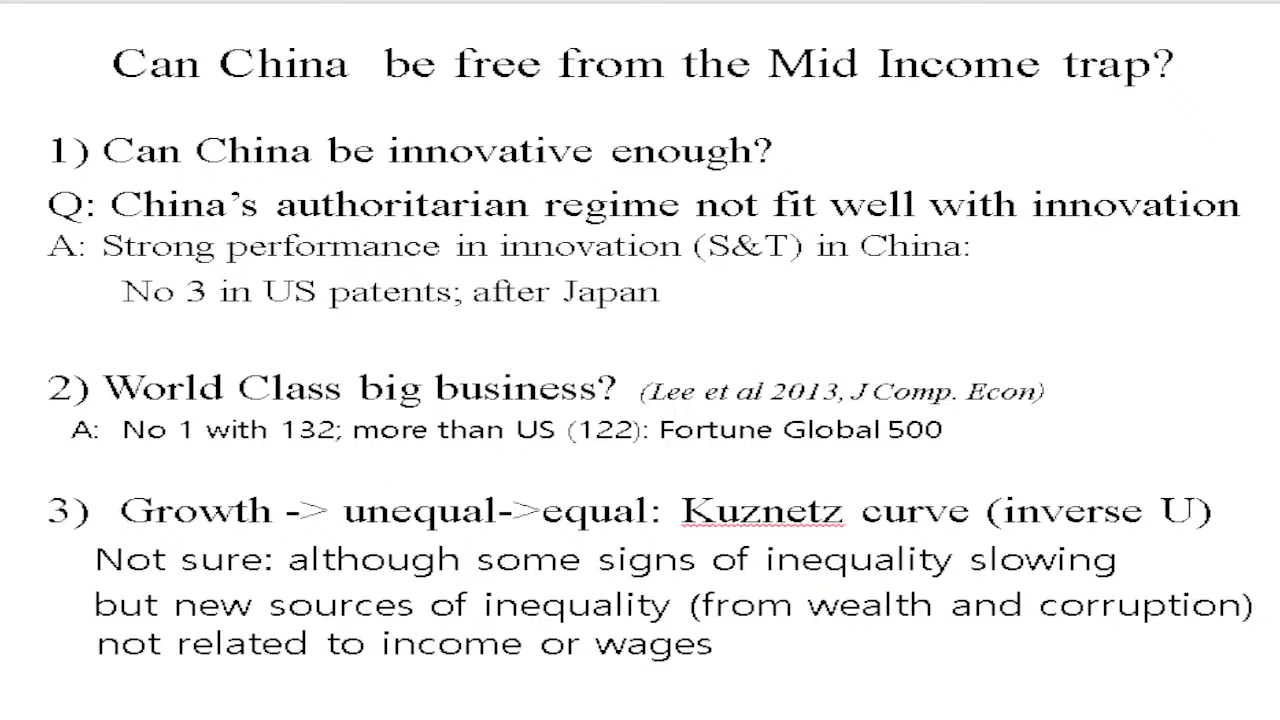 Can China be free from the Mid Income trap?
1) Can China be innovative enough?
Q: China's authoritarian regime not fit well with innovation
A: Strong performance in innovation (S&T) in China:
No 3 in US patents; after Japan
2) World Class big business? (Lee et al 2013, J Comp. Econ)
A: No 1 with 132; more than US (122): Fortune Global 500
3) Growth -> unequal->equal: Kuznetz curve (inverse U)
Not sure: although some signs of inequality slowing
but new sources of inequality (from wealth and corruption)
not related to income or wages